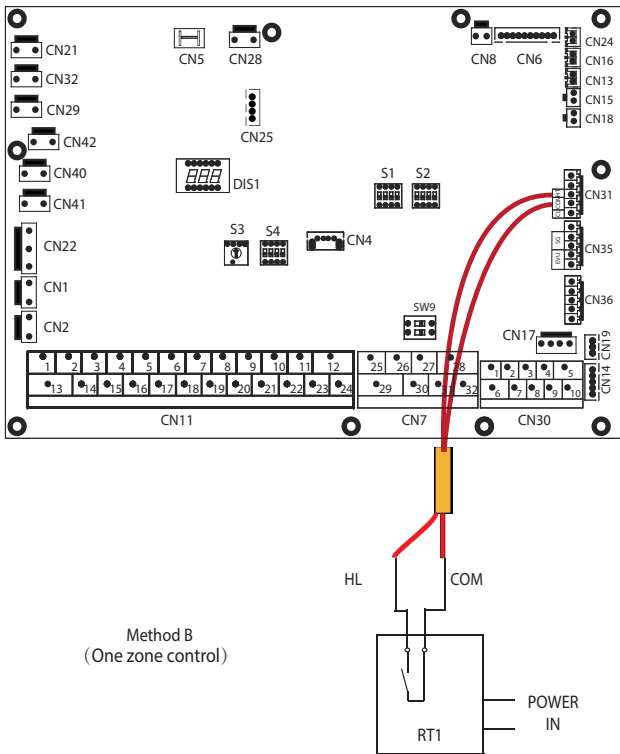 CN21
CN5
CN28
CN8
CN6
CN24
CN16
CN32
CN13
CN29
CN15
CN18
CN25
CN42
CN40
DIS1
S1
S2
CN41
CL COM H
CN31
S3
S4
CN4
CN22
SG
EVU
CN35
CN1
CN36
SW9
CN2
CN17
CN19
1 2 3 4 5 6 7 8 9 10 11 12
25 26 27 28
1 2 3 4 5
13 14 15 16 17 18 19 20 21 22 23 24
29 30 31 32
6 7 8 9 10
CN14
CN11
CN7
CN30
HL
COM
Method B
（One zone control）
POWER
IN
RT1